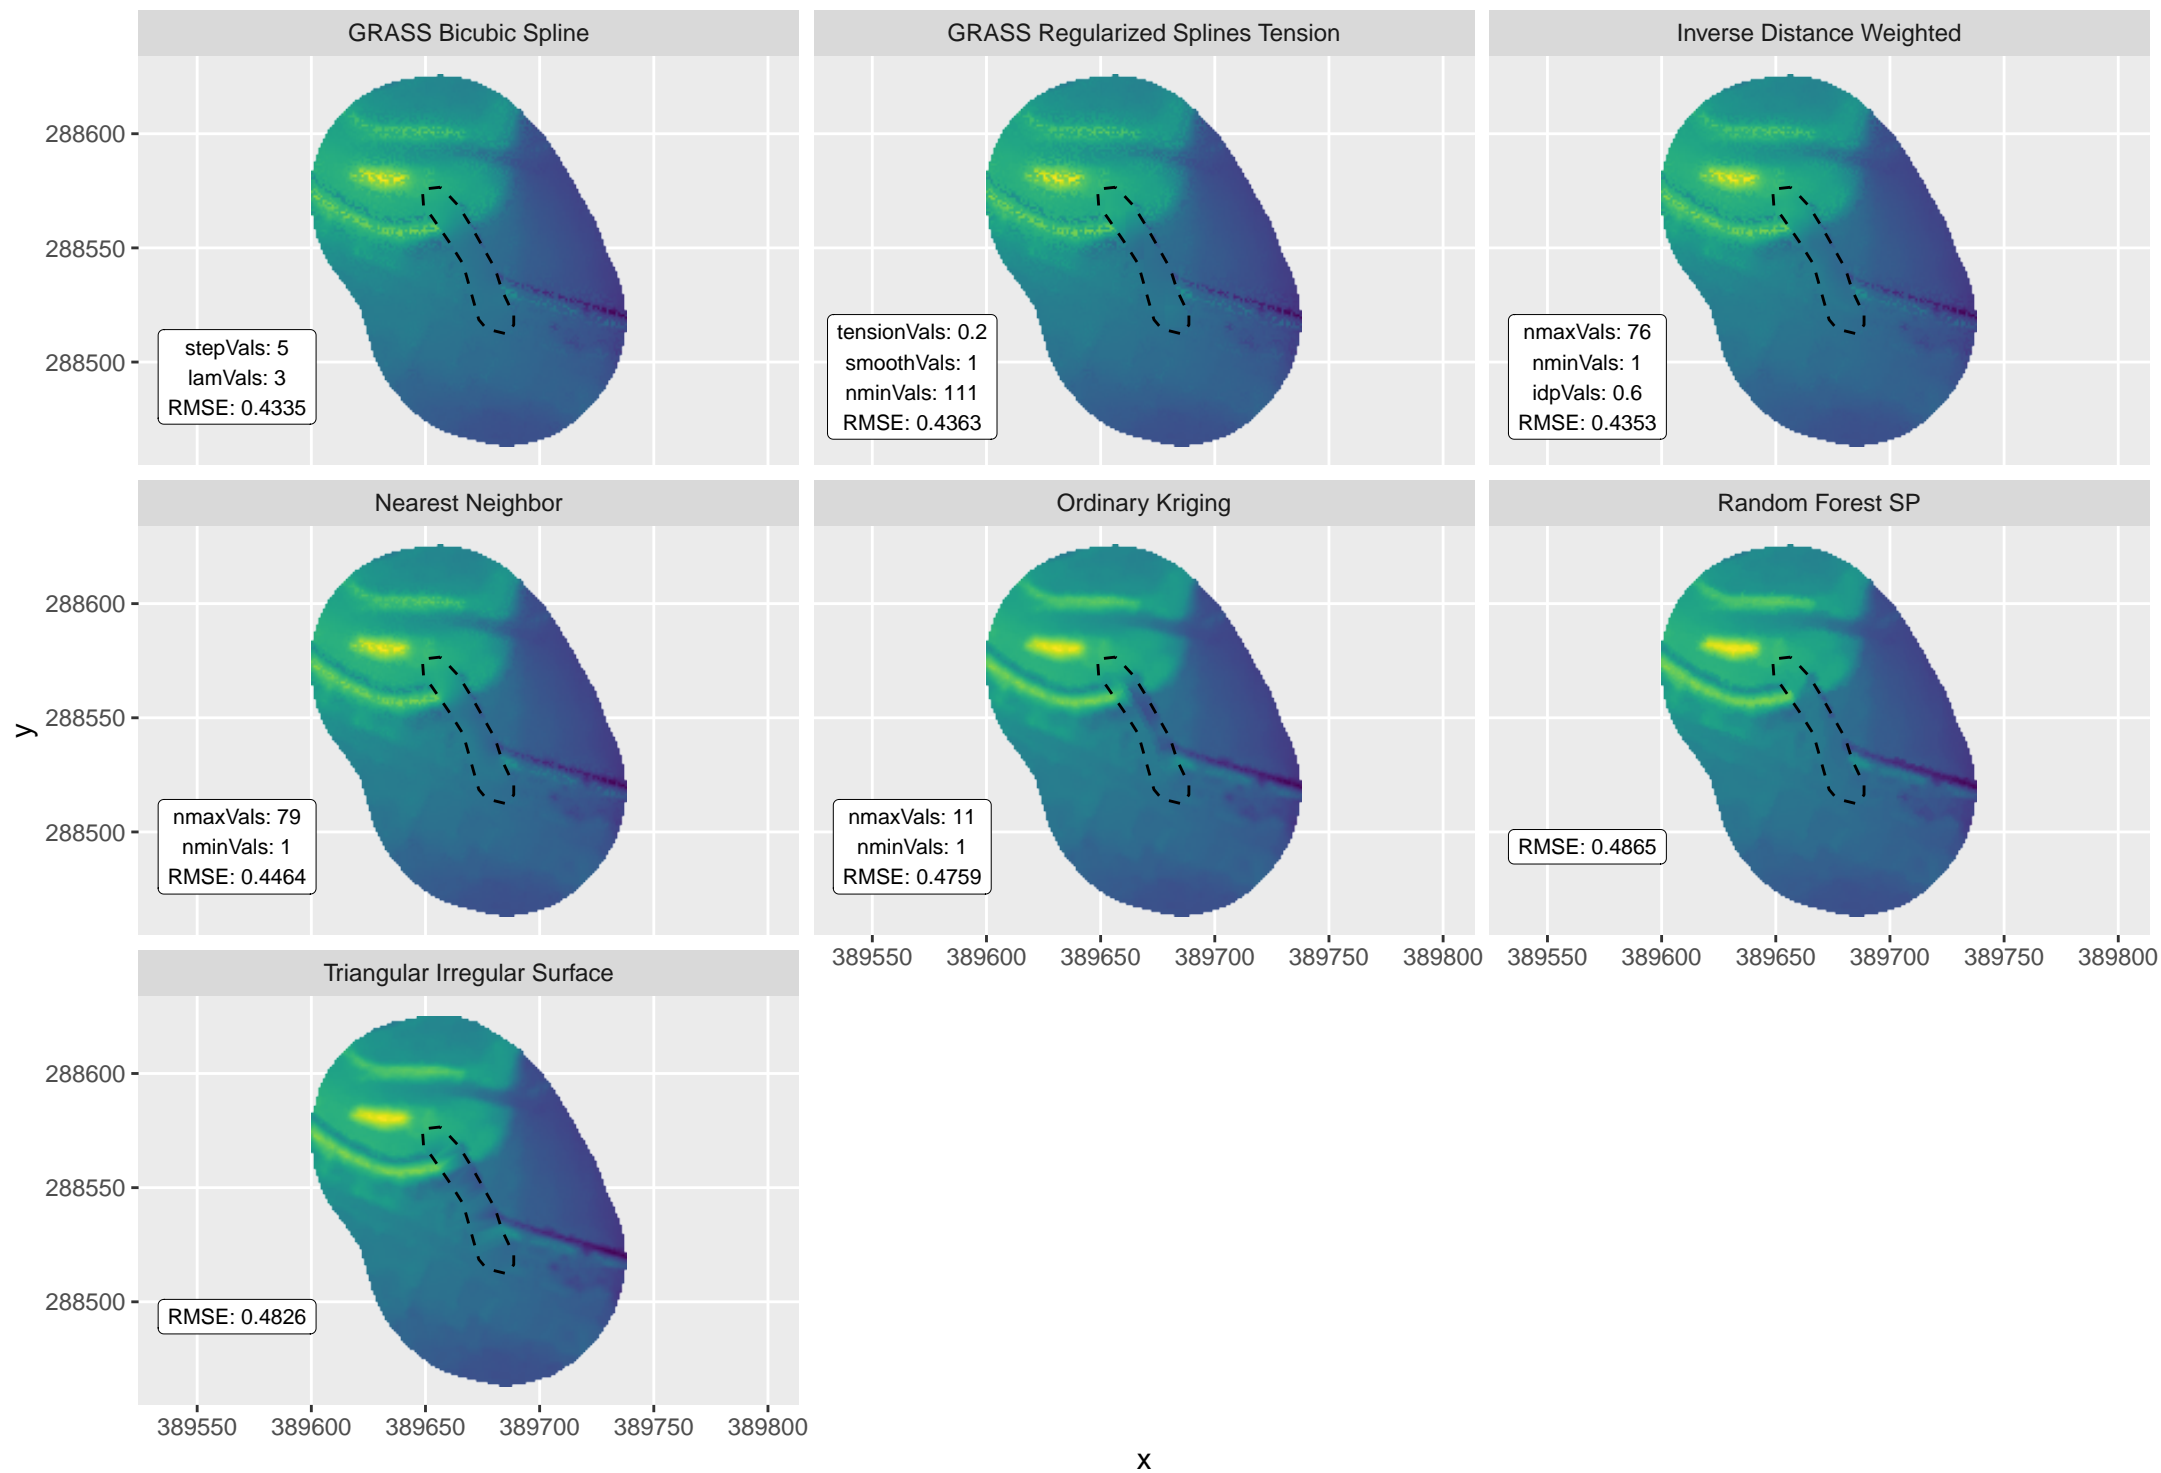 GRASS Bicubic Spline
GRASS Regularized Splines Tension
Inverse Distance Weighted
288600
288550
288500
stepVals: 5
lamVals: 3
RMSE: 0.4335
tensionVals: 0.2
smoothVals: 1
nminVals: 111
RMSE: 0.4363
nmaxVals: 76
nminVals: 1
idpVals: 0.6
RMSE: 0.4353
Nearest Neighbor
Ordinary Kriging
Random Forest SP
y
288600
288550
288500
nmaxVals: 79
nminVals: 1
RMSE: 0.4464
nmaxVals: 11
nminVals: 1
RMSE: 0.4759
RMSE: 0.4865
389550 389600 389650 389700 389750 389800
389550 389600 389650 389700 389750 389800
Triangular Irregular Surface
288600
288550
288500
RMSE: 0.4826
389550 389600 389650 389700 389750 389800
x